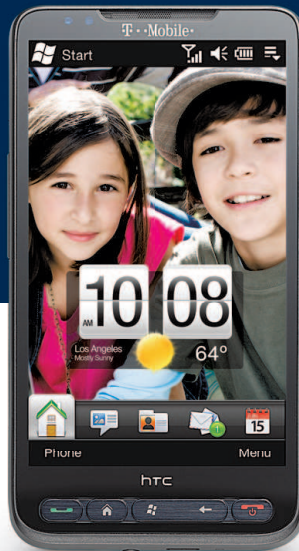 T··Mobile·
Start
10 08
AM
Los Angeles
Mostly Sunny
64°
15
Phone
Menu
hTC